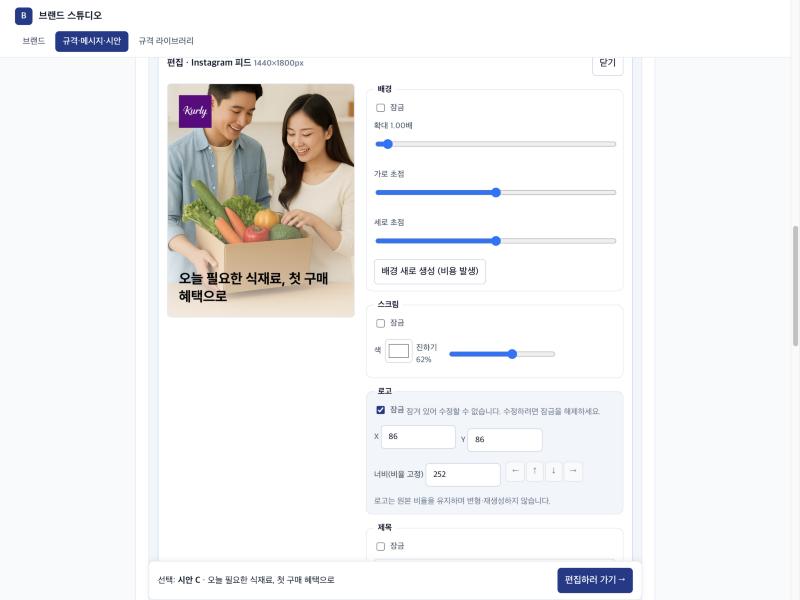 B 브랜드 스튜디오
브랜드 규격·메시지·시안 규격 라이브러리
편집 · Instagram 피드 1440×1800px 닫기
Kurly
오늘 필요한 식재료, 첫 구매
혜택으로
배경
잠금
확대 1.00배
가로 초점
세로 초점
배경 새로 생성 (비용 발생)
스크림
잠금
색 진하기
62%
로고
잠금 잠겨 있어 수정할 수 없습니다. 수정하려면 잠금을 해제하세요.
X 86 Y 86
너비(비율 고정) 252 ← ↑ ↓ →
로고는 원본 비율을 유지하며 변형·재생성하지 않습니다.
제목
잠금
선택: 시안 C · 오늘 필요한 식재료, 첫 구매 혜택으로 편집하러 가기 →